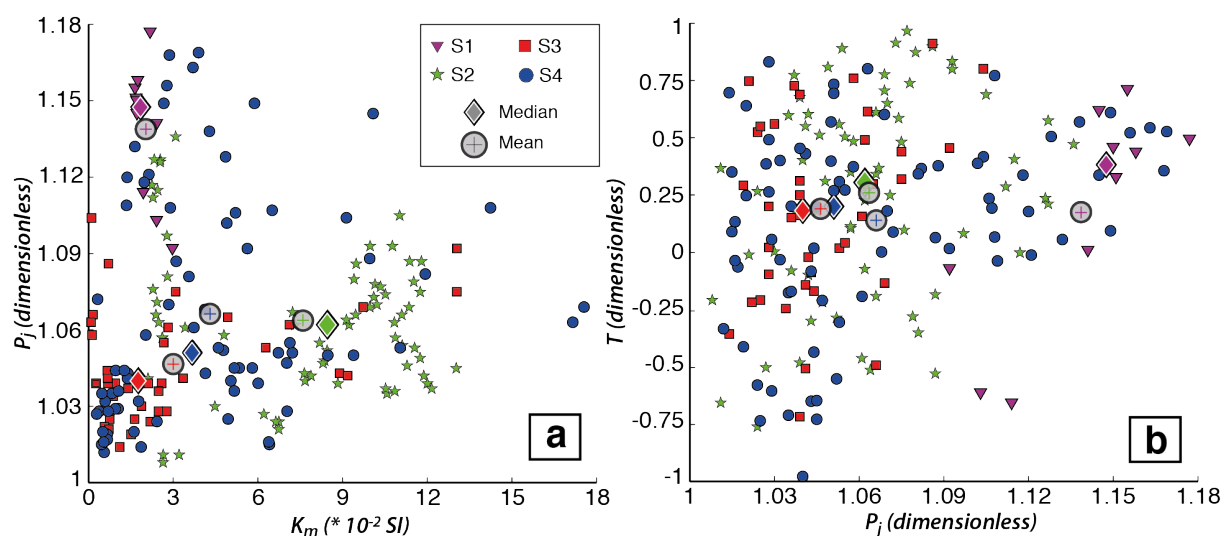 1.18
1.15
1.12
1.09
1.06
1.03
1
P_j (dimensionless)
0 3 6 9 12 15 18
K_m (* 10^-2 SI)
S1 S3
S2 S4
Median
Mean
a
1
0.75
0.5
0.25
0
-0.25
-0.5
-0.75
-1
T (dimensionless)
1 1.03 1.06 1.09 1.12 1.15 1.18
P_j (dimensionless)
b